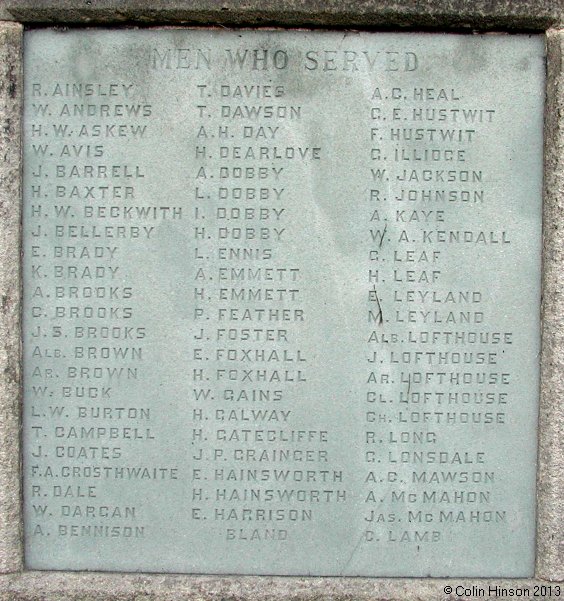 MEN WHO SERVED
R. AINSLEY
W. ANDREWS
H. W. ASKEW
W. AVIS
J. BARRELL
H. BAXTER
H. W. BECKWITH
J. BELLERBY
E. BRADY
K. BRADY
A. BROOKS
C. BROOKS
J. S. BROOKS
ALB. BROWN
AR. BROWN
W. BUCK
L. W. BURTON
T. CAMPBELL
J. COATES
F. A. CROSTHWAITE
R. DALE
W. DARGAN
A. BENNISON
T. DAVIES
T. DAWSON
A. H. DAY
H. DEARLOVE
A. DOBBY
L. DOBBY
I. DOBBY
H. DOBBY
L. ENNIS
A. EMMETT
H. EMMETT
P. FEATHER
J. FOSTER
E. FOXHALL
H. FOXHALL
W. GAINS
H. GALWAY
H. GATECLIFFE
J. P. GRAINGER
E. HAINSWORTH
H. HAINSWORTH
E. HARRISON
BLAND
A. G. HEAL
C. E. HUSTWIT
F. HUSTWIT
G. ILLIDGE
W. JACKSON
R. JOHNSON
A. KAYE
W. A. KENDALL
G. LEAF
H. LEAF
E. LEYLAND
M. LEYLAND
ALB. LOFTHOUSE
J. LOFTHOUSE
AR. LOFTHOUSE
CL. LOFTHOUSE
CH. LOFTHOUSE
R. LONG
C. LONSDALE
A. C. MAWSON
A. MCMAHON
JAS. MCMAHON
C. LAMB
©Colin Hinson 2013